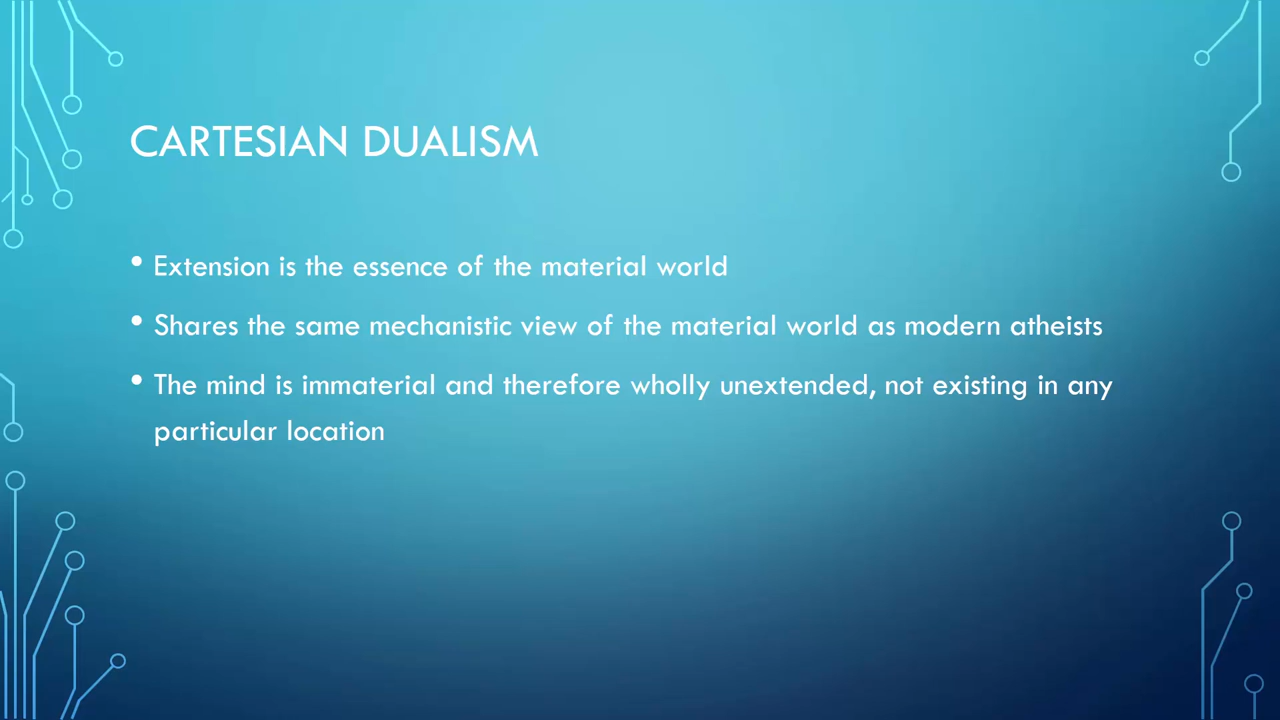 CARTESIAN DUALISM
• Extension is the essence of the material world
• Shares the same mechanistic view of the material world as modern atheists
• The mind is immaterial and therefore wholly unextended, not existing in any
particular location